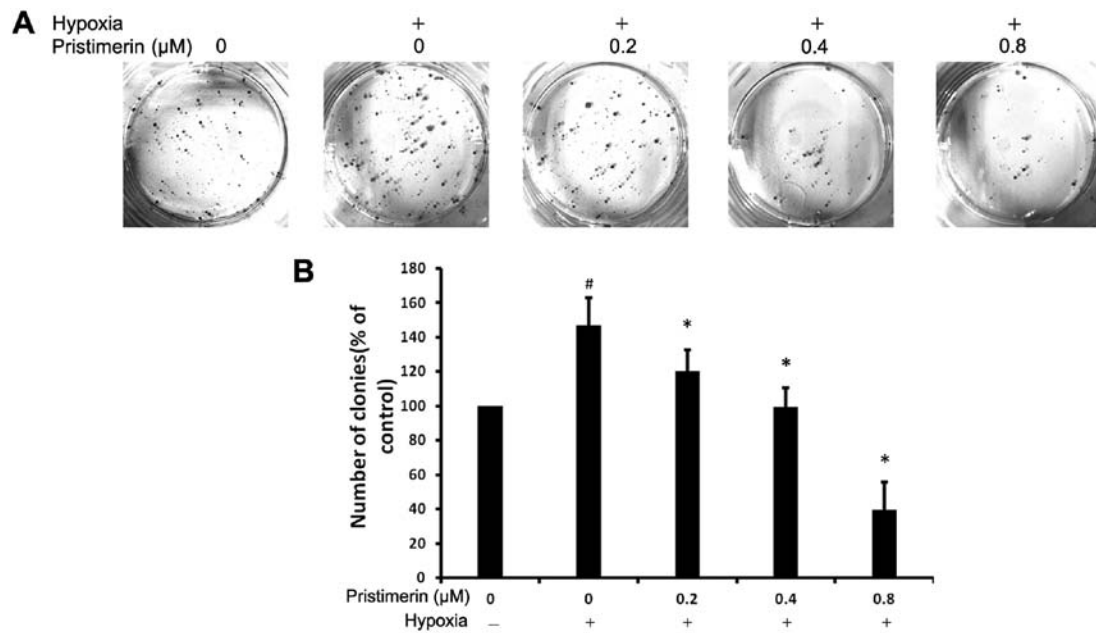 A
Hypoxia + + + +
Pristimerin (μM) 0 0 0.2 0.4 0.8
B
Number of clonies(% of
control)
180
160
140
120
100
80
60
40
20
0
#
*
*
*
Pristimerin (μM) 0 0 0.2 0.4 0.8
Hypoxia – + + + +